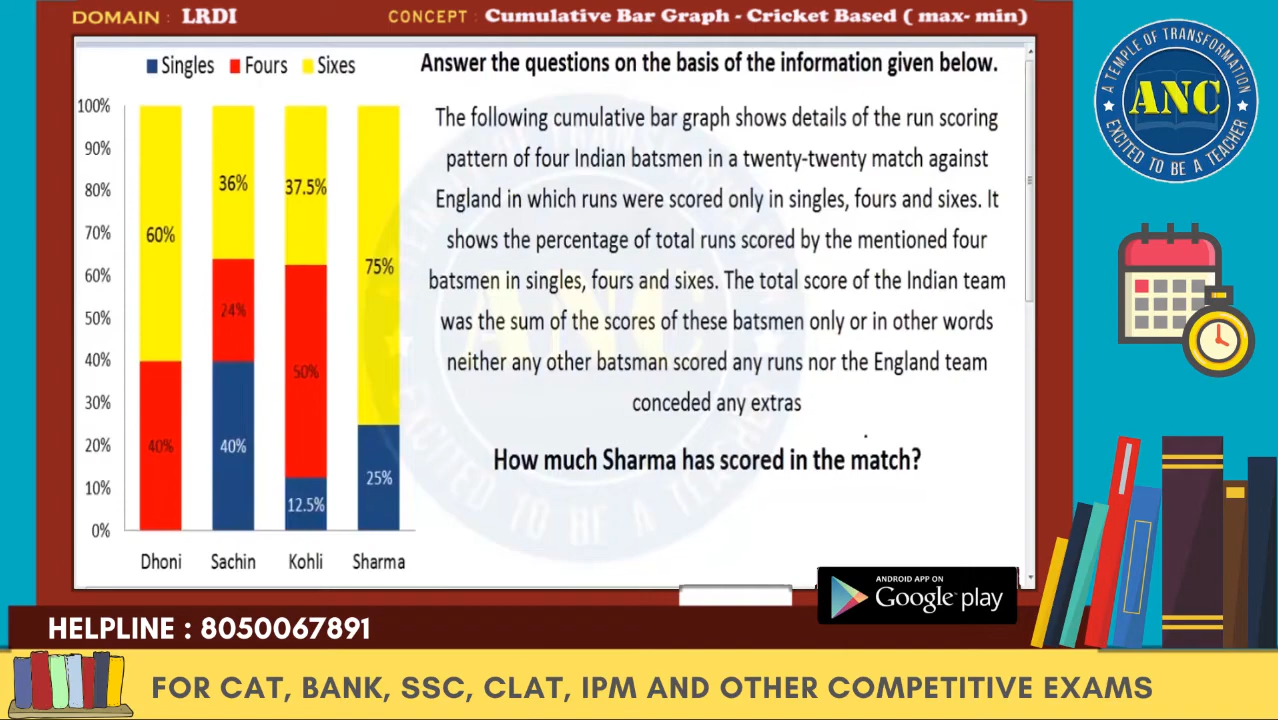 DOMAIN : LRDI
CONCEPT : Cumulative Bar Graph - Cricket Based ( max- min)
Singles Fours Sixes
100%
90%
80%
70%
60%
50%
40%
30%
20%
10%
0%
60%
40%
36%
24%
40%
37.5%
50%
12.5%
75%
25%
Dhoni Sachin Kohli Sharma
Answer the questions on the basis of the information given below.
The following cumulative bar graph shows details of the run scoring
pattern of four Indian batsmen in a twenty-twenty match against
England in which runs were scored only in singles, fours and sixes. It
shows the percentage of total runs scored by the mentioned four
batsmen in singles, fours and sixes. The total score of the Indian team
was the sum of the scores of these batsmen only or in other words
neither any other batsman scored any runs nor the England team
conceded any extras
How much Sharma has scored in the match?
A TEMPLE OF TRANSFORMATION
ANC
EXCITED TO BE A TEACHER
ANDROID APP ON
Google play
HELPLINE : 8050067891
FOR CAT, BANK, SSC, CLAT, IPM AND OTHER COMPETITIVE EXAMS